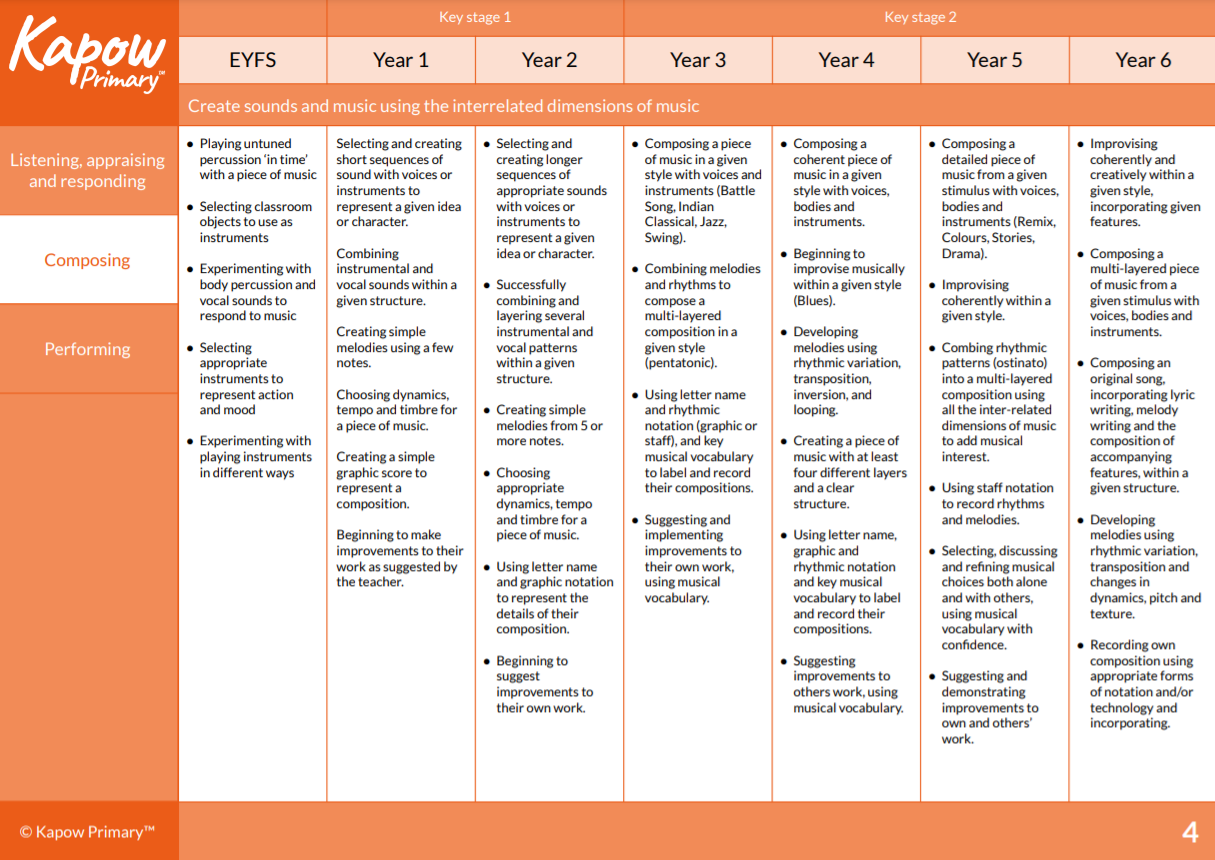 Kapow
Primary™
Key stage 1
Key stage 2
EYFS
Year 1
Year 2
Year 3
Year 4
Year 5
Year 6
Create sounds and music using the interrelated dimensions of music
Listening, appraising
and responding
Composing
Performing
● Playing untuned
percussion ‘in time’
with a piece of music
● Selecting classroom
objects to use as
instruments
● Experimenting with
body percussion and
vocal sounds to
respond to music
● Selecting
appropriate
instruments to
represent action
and mood
● Experimenting with
playing instruments
in different ways
Selecting and creating
short sequences of
sound with voices or
instruments to
represent a given idea
or character.
Combining
instrumental and
vocal sounds within a
given structure.
Creating simple
melodies using a few
notes.
Choosing dynamics,
tempo and timbre for
a piece of music.
Creating a simple
graphic score to
represent a
composition.
Beginning to make
improvements to their
work as suggested by
the teacher.
● Selecting and
creating longer
sequences of
appropriate sounds
with voices or
instruments to
represent a given
idea or character.
● Successfully
combining and
layering several
instrumental and
vocal patterns
within a given
structure.
● Creating simple
melodies from 5 or
more notes.
● Choosing
appropriate
dynamics, tempo
and timbre for a
piece of music.
● Using letter name
and graphic notation
to represent the
details of their
composition.
● Beginning to
suggest
improvements to
their own work.
● Composing a piece
of music in a given
style with voices and
instruments (Battle
Song, Indian
Classical, Jazz,
Swing).
● Combining melodies
and rhythms to
compose a
multi-layered
composition in a
given style
(pentatonic).
● Using letter name
and rhythmic
notation (graphic or
staff), and key
musical vocabulary
to label and record
their compositions.
● Suggesting and
implementing
improvements to
their own work,
using musical
vocabulary.
● Composing a
coherent piece of
music in a given
style with voices,
bodies and
instruments.
● Beginning to
improvise musically
within a given style
(Blues).
● Developing
melodies using
rhythmic variation,
transposition,
inversion, and
looping.
● Creating a piece of
music with at least
four different layers
and a clear
structure.
● Using letter name,
graphic and
rhythmic notation
and key musical
vocabulary to label
and record their
compositions.
● Suggesting
improvements to
others work, using
musical vocabulary.
● Composing a
detailed piece of
music from a given
stimulus with voices,
bodies and
instruments (Remix,
Colours, Stories,
Drama).
● Improvising
coherently within a
given style.
● Combing rhythmic
patterns (ostinato)
into a multi-layered
composition using
all the inter-related
dimensions of music
to add musical
interest.
● Using staff notation
to record rhythms
and melodies.
● Selecting, discussing
and refining musical
choices both alone
and with others,
using musical
vocabulary with
confidence.
● Suggesting and
demonstrating
improvements to
own and others’
work.
● Improvising
coherently and
creatively within a
given style,
incorporating given
features.
● Composing a
multi-layered piece
of music from a
given stimulus with
voices, bodies and
instruments.
● Composing an
original song,
incorporating lyric
writing, melody
writing and the
composition of
accompanying
features, within a
given structure.
● Developing
melodies using
rhythmic variation,
transposition and
changes in
dynamics, pitch and
texture.
● Recording own
composition using
appropriate forms
of notation and/or
technology and
incorporating.
© Kapow Primary™
4